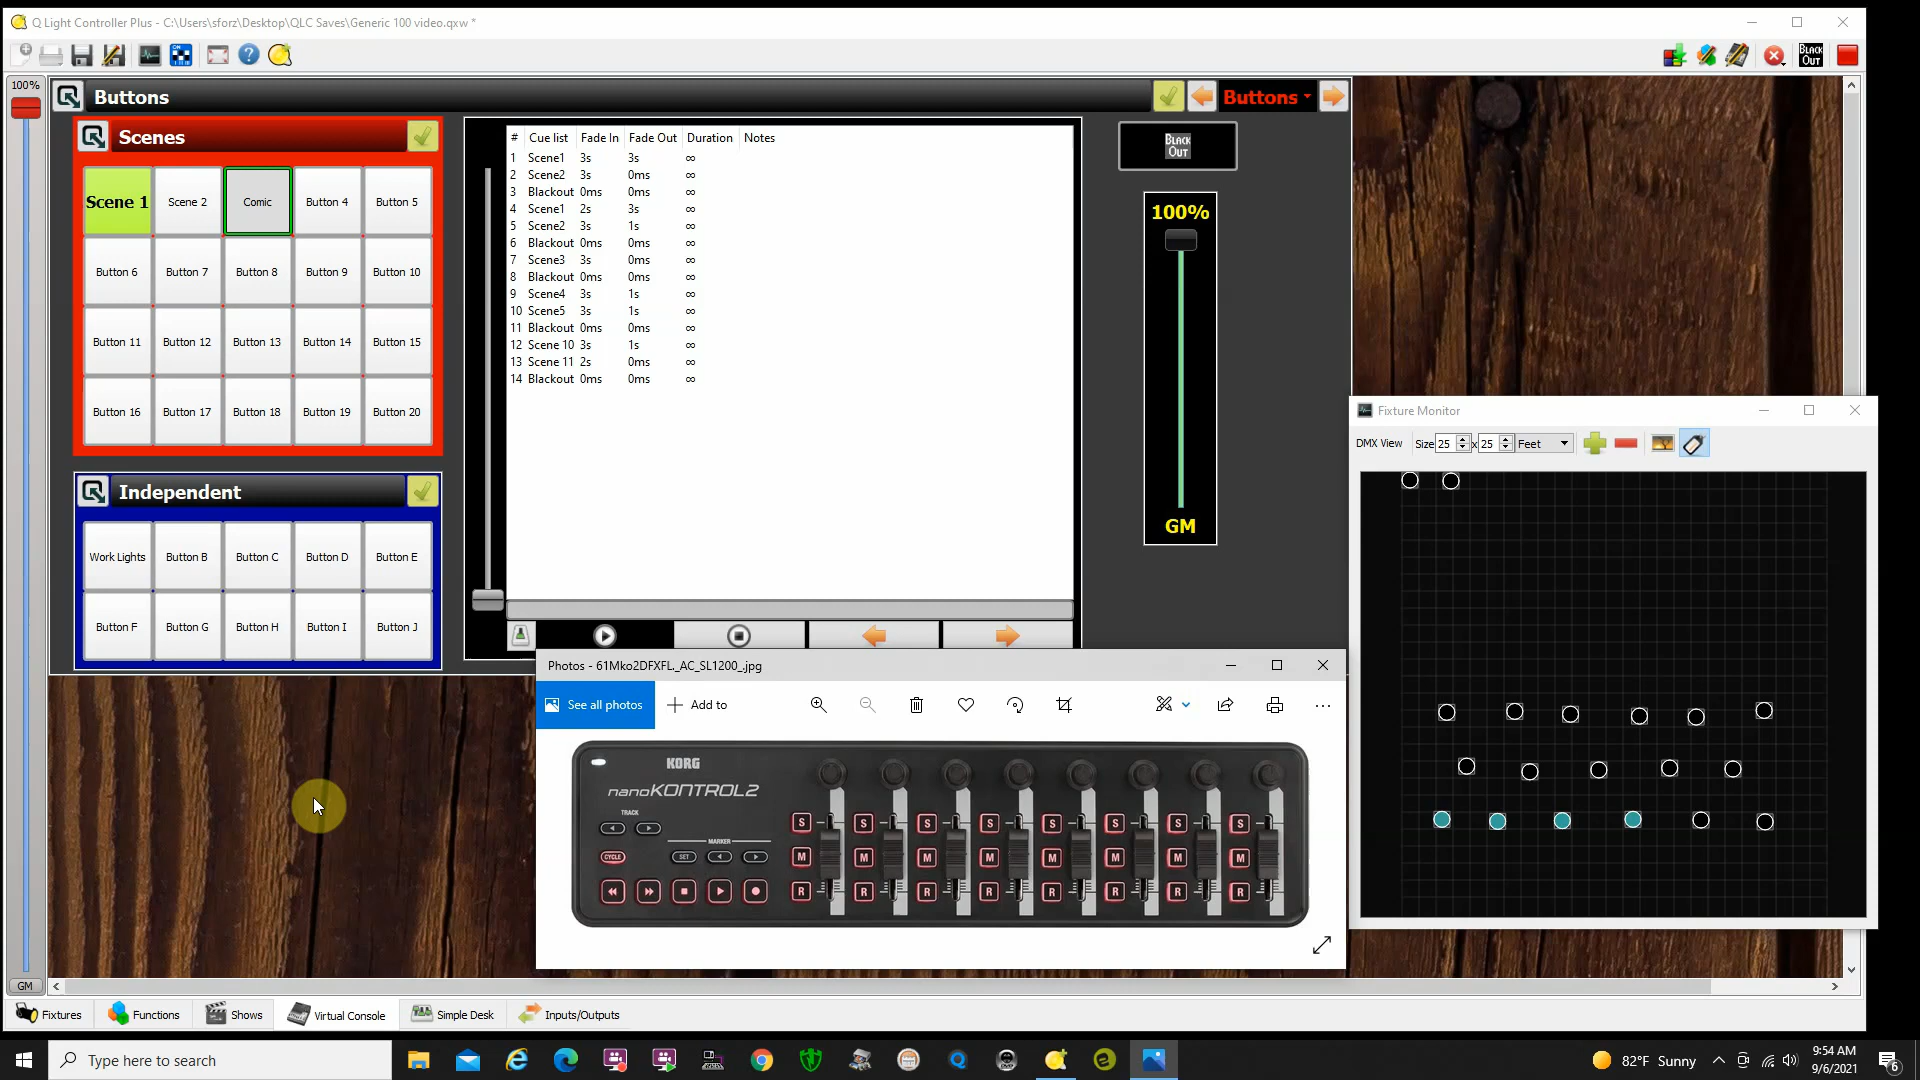 Q Light Controller Plus - C:\Users\sforz\Desktop\QLC Saves\Generic 100 video.qxw *
BLACK OUT
100%
Buttons
Buttons
Scenes
Scene 1
Scene 2
Comic
Button 4
Button 5
Button 6
Button 7
Button 8
Button 9
Button 10
Button 11
Button 12
Button 13
Button 14
Button 15
Button 16
Button 17
Button 18
Button 19
Button 20
Independent
Work Lights
Button B
Button C
Button D
Button E
Button F
Button G
Button H
Button I
Button J
# Cue list Fade In Fade Out Duration Notes
1 Scene1 3s 3s ∞
2 Scene2 3s 0ms ∞
3 Blackout 0ms 0ms ∞
4 Scene1 2s 3s ∞
5 Scene2 3s 1s ∞
6 Blackout 0ms 0ms ∞
7 Scene3 3s 0ms ∞
8 Blackout 0ms 0ms ∞
9 Scene4 3s 1s ∞
10 Scene5 3s 1s ∞
11 Blackout 0ms 0ms ∞
12 Scene 10 3s 1s ∞
13 Scene 11 2s 0ms ∞
14 Blackout 0ms 0ms ∞
BLACK
OUT
100%
GM
Fixture Monitor
DMX View Size 25 x 25 Feet
Photos - 61Mko2DFXFL._AC_SL1200_.jpg
See all photos
Add to
KORG
nanoKONTROL2
TRACK
MARKER
CYCLE
SET
S S S S S S S S
M M M M M M M M
R R R R R R R R
GM
Fixtures
Functions
Shows
Virtual Console
Simple Desk
Inputs/Outputs
Type here to search
82°F Sunny
9:54 AM
9/6/2021
6